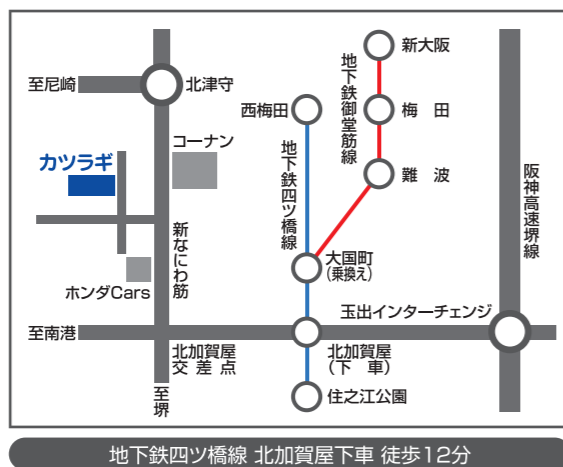 新大阪
至尼崎
北津守
西梅田
梅田
地下鉄御堂筋線
コーナン
カツラギ
地下鉄四ツ橋線
難波
阪神高速堺線
新なにわ筋
大国町
(乗換え)
ホンダCars
玉出インターチェンジ
至南港
北加賀屋
交差点
北加賀屋
(下車)
至堺
住之江公園
地下鉄四ツ橋線 北加賀屋下車 徒歩12分